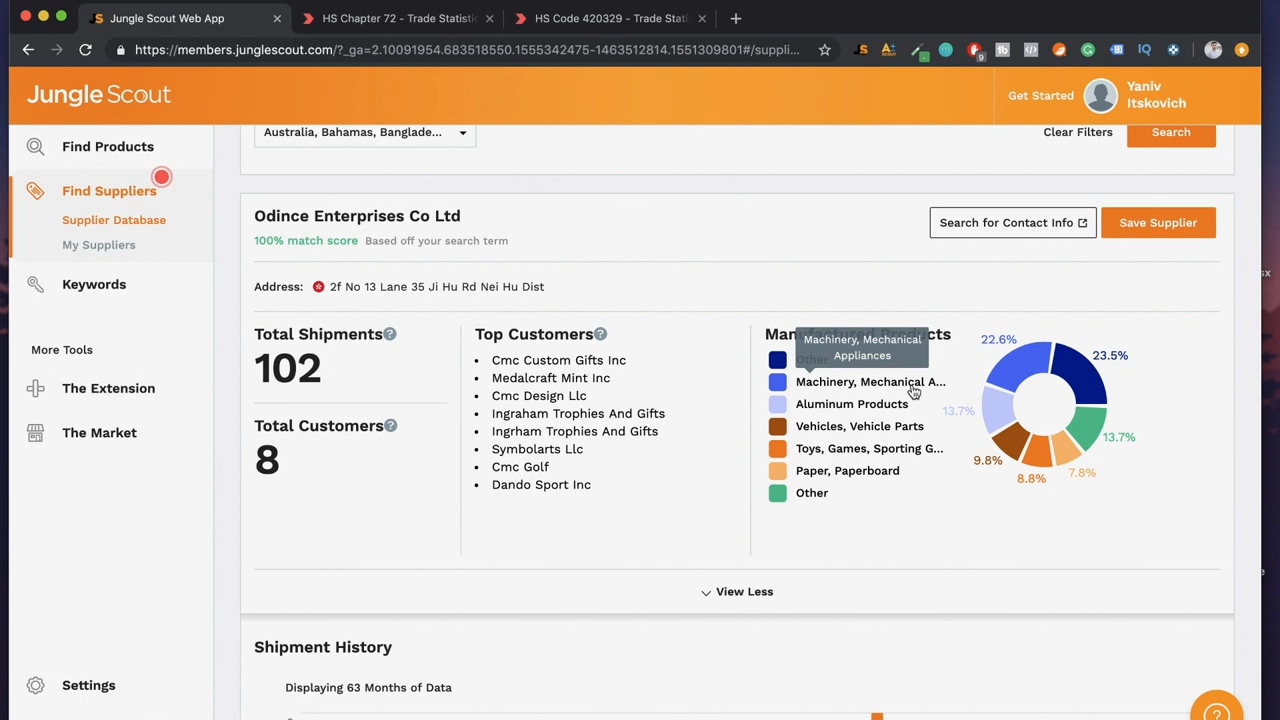 Jungle Scout Web App
HS Chapter 72 - Trade Statistic
HS Code 420329 - Trade Stati
https://members.junglescout.com/?_ga=2.10091954.683518550.1555342475-1463512814.1551309801#/suppli...
9
IQ
Jungle Scout
Get Started
Yaniv
Itskovich
Find Products
Find Suppliers
Supplier Database
My Suppliers
Keywords
More Tools
The Extension
The Market
Settings
Australia, Bahamas, Banglade...
Clear Filters
Search
Odince Enterprises Co Ltd
100% match score Based off your search term
Search for Contact Info
Save Supplier
Address: 2f No 13 Lane 35 Ji Hu Rd Nei Hu Dist
Total Shipments
102
Total Customers
8
Top Customers
Cmc Custom Gifts Inc
Medalcraft Mint Inc
Cmc Design Llc
Ingraham Trophies And Gifts
Ingrham Trophies And Gifts
Symbolarts Llc
Cmc Golf
Dando Sport Inc
Manufactured Products
Machinery, Mechanical
Appliances
Other
Machinery, Mechanical A...
Aluminum Products
Vehicles, Vehicle Parts
Toys, Games, Sporting G...
Paper, Paperboard
Other
22.6%
23.5%
13.7%
13.7%
9.8%
8.8%
7.8%
View Less
Shipment History
Displaying 63 Months of Data